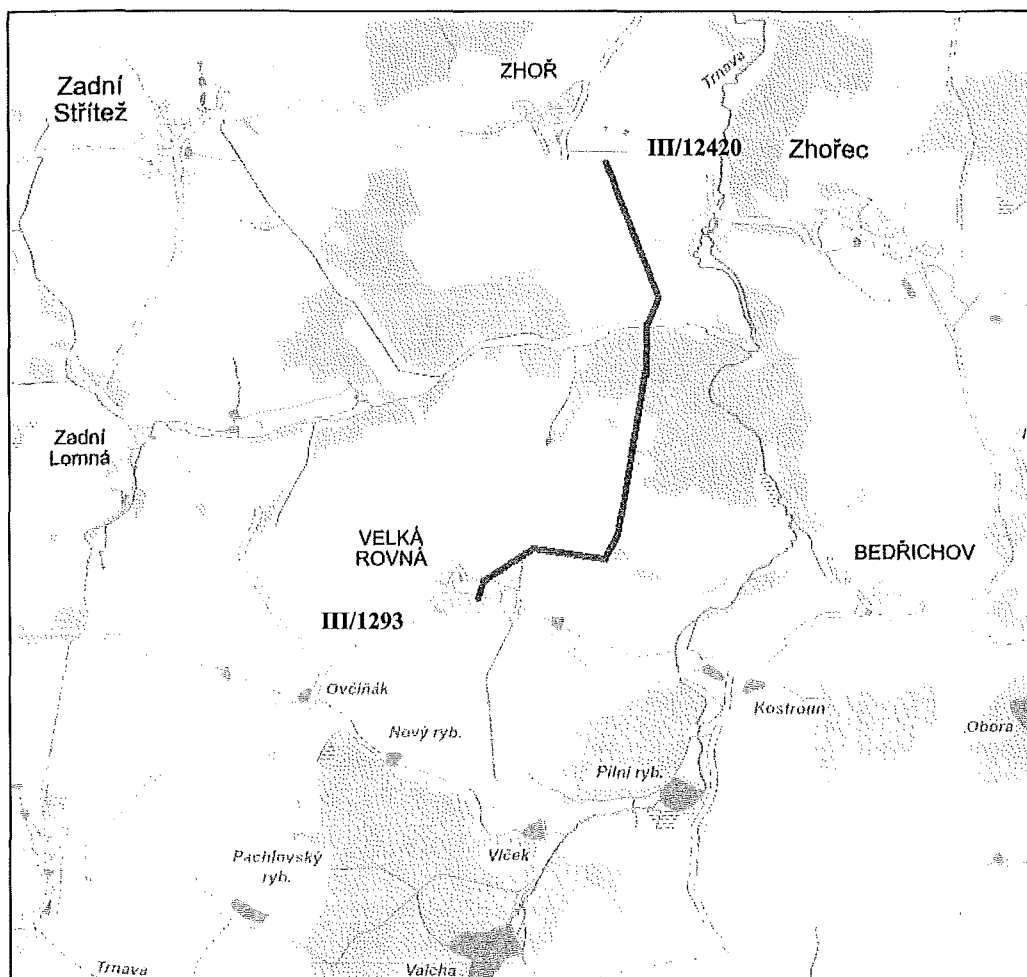 Zadní
Střítež
ZHOŘ
Trnava
III/12420
Zhořec
Zadní
Lomná
VELKÁ
ROVNÁ
BEDŘICHOV
III/1293
Ovčíňák
Nový ryb.
Kostroun
Obora
Pilní ryb.
Vlček
Pachlovský
ryb.
Trnava
Valcha